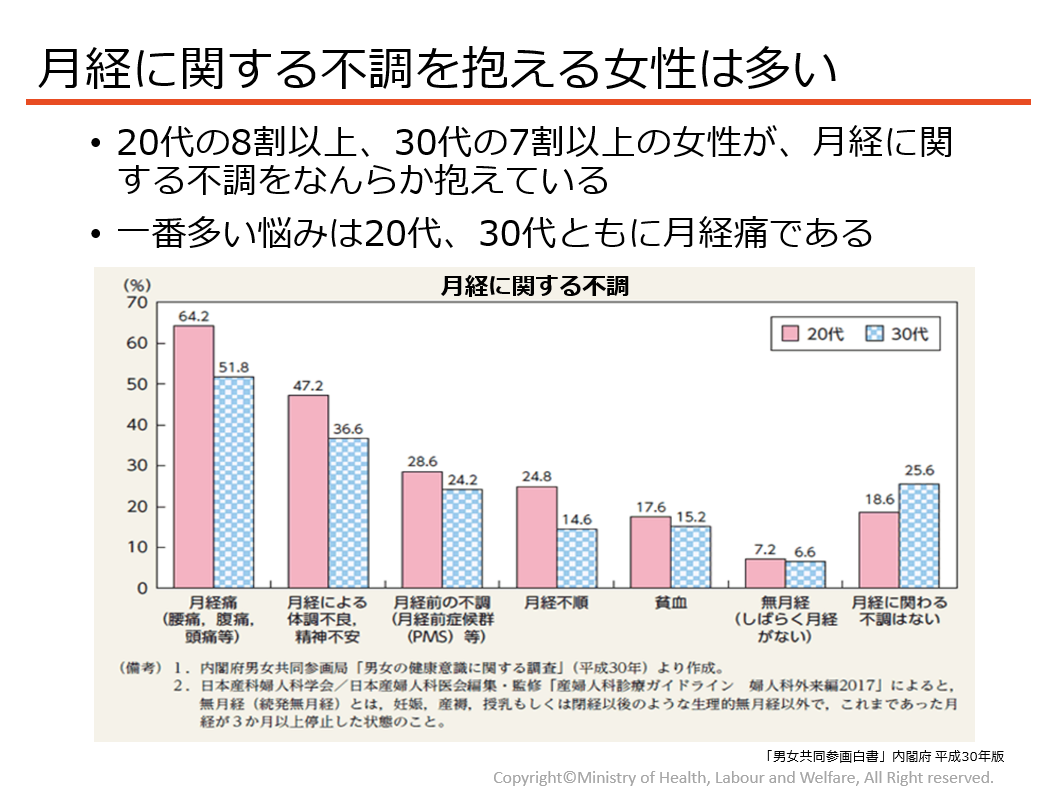 月経に関する不調を抱える女性は多い
• 20代の8割以上、30代の7割以上の女性が、月経に関
する不調をなんらか抱えている
• 一番多い悩みは20代、30代ともに月経痛である
月経に関する不調
(%)
70
60
50
40
30
20
10
0
20代 30代
64.2
51.8
47.2
36.6
28.6
24.2
24.8
14.6
17.6
15.2
7.2
6.6
18.6
25.6
月経痛
(腰痛,腹痛,
頭痛等)
月経による
体調不良,
精神不安
月経前の不調
(月経前症候群
(PMS)等)
月経不順
貧血
無月経
(しばらく月経
がない)
月経に関わる
不調はない
(備考)1.内閣府男女共同参画局「男女の健康意識に関する調査」(平成30年)より作成。
2.日本産科婦人科学会/日本産婦人科医会編集・監修「産婦人科診療ガイドライン 婦人科外来編2017」によると,
無月経(続発無月経)とは,妊娠,産褥,授乳もしくは閉経以後のような生理的無月経以外で,これまであった月
経が3か月以上停止した状態のこと。
「男女共同参画白書」内閣府 平成30年版
Copyright©Ministry of Health, Labour and Welfare, All Right reserved.